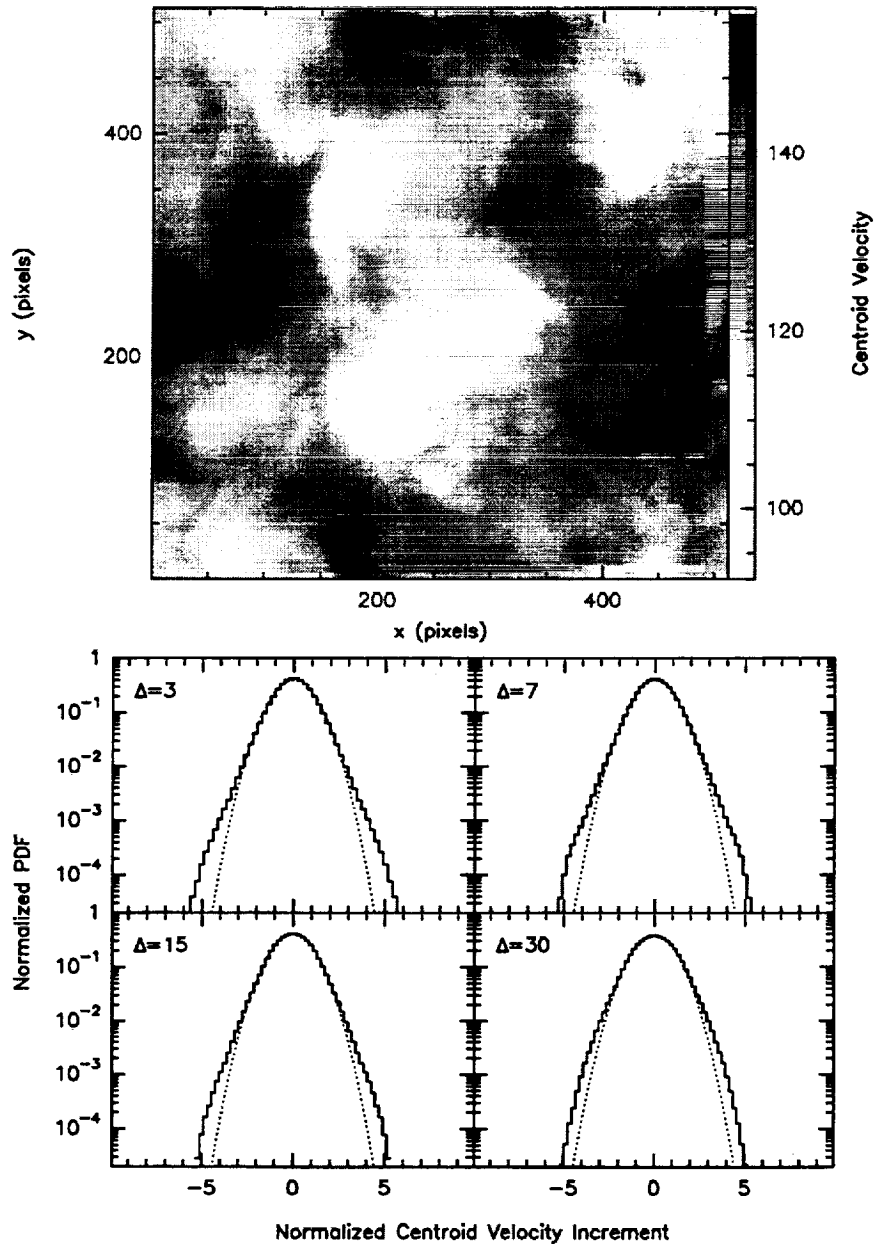 400
200
y (pixels)
200
400
x (pixels)
140
120
100
Centroid Velocity
1
10⁻¹
10⁻²
10⁻³
10⁻⁴
Δ=3
Δ=7
1
10⁻¹
10⁻²
10⁻³
10⁻⁴
Δ=15
Δ=30
Normalized PDF
−5
0
5
−5
0
5
Normalized Centroid Velocity Increment